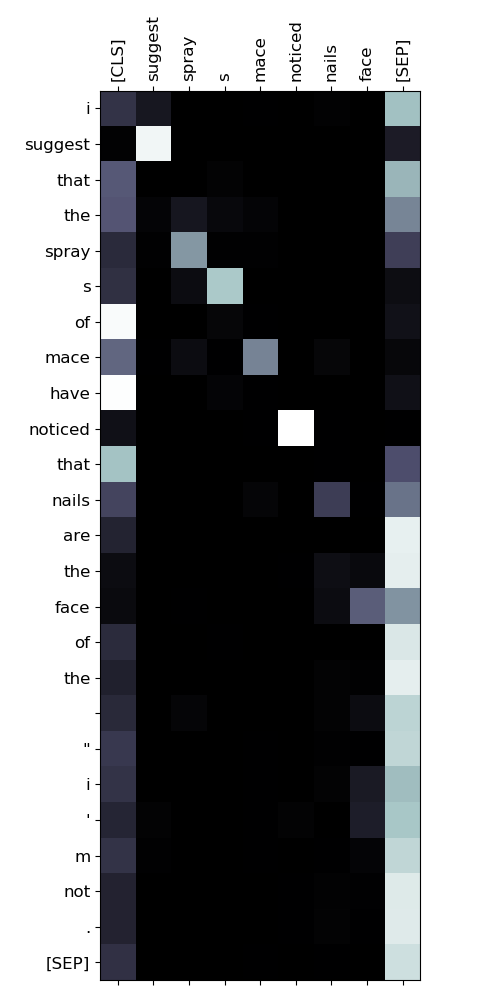 [CLS] suggest spray s mace noticed nails face [SEP]
i
suggest
that
the
spray
s
of
mace
have
noticed
that
nails
are
the
face
of
the
-
"
i
'
m
not
.
[SEP]